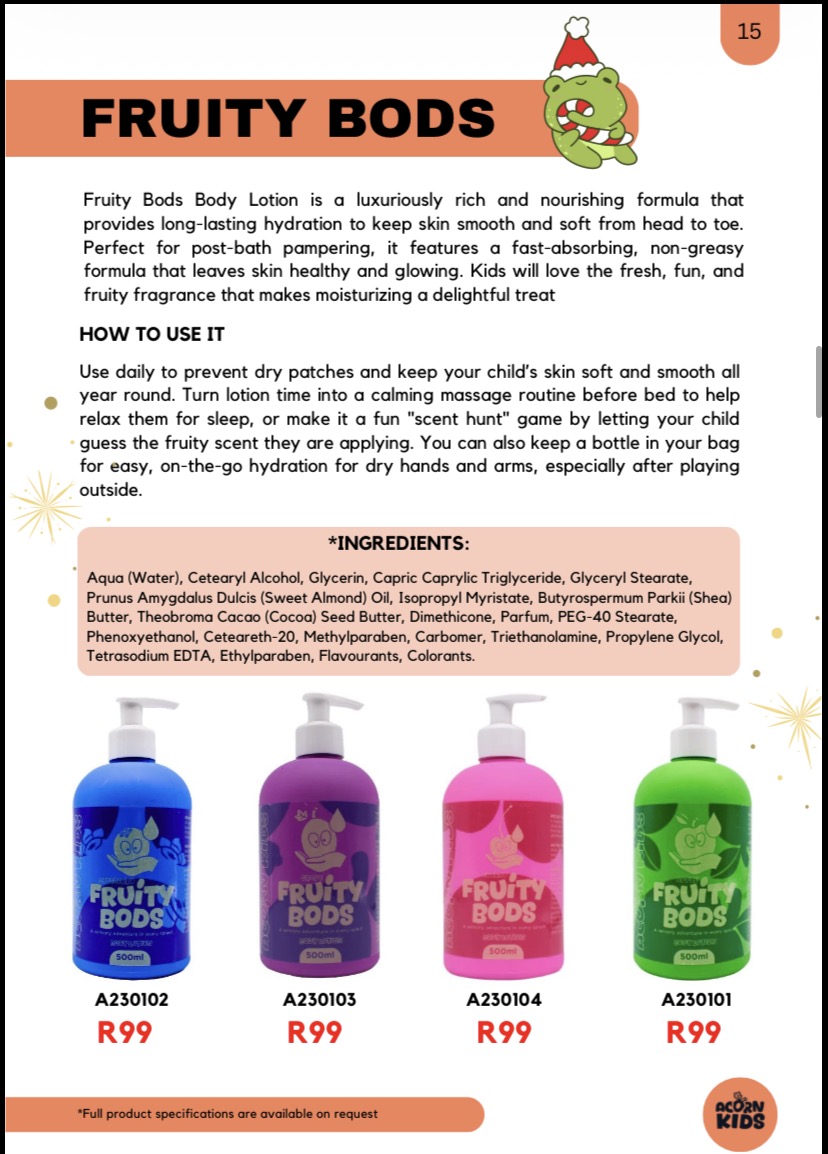 15
FRUITY BODS
Fruity Bods Body Lotion is a luxuriously rich and nourishing formula that
provides long-lasting hydration to keep skin smooth and soft from head to toe.
Perfect for post-bath pampering, it features a fast-absorbing, non-greasy
formula that leaves skin healthy and glowing. Kids will love the fresh, fun, and
fruity fragrance that makes moisturizing a delightful treat
HOW TO USE IT
Use daily to prevent dry patches and keep your child's skin soft and smooth all
year round. Turn lotion time into a calming massage routine before bed to help
relax them for sleep, or make it a fun "scent hunt" game by letting your child
guess the fruity scent they are applying. You can also keep a bottle in your bag
for easy, on-the-go hydration for dry hands and arms, especially after playing
outside.
*INGREDIENTS:
Aqua (Water), Cetearyl Alcohol, Glycerin, Capric Caprylic Triglyceride, Glyceryl Stearate,
Prunus Amygdalus Dulcis (Sweet Almond) Oil, Isopropyl Myristate, Butyrospermum Parkii (Shea)
Butter, Theobroma Cacao (Cocoa) Seed Butter, Dimethicone, Parfum, PEG-40 Stearate,
Phenoxyethanol, Ceteareth-20, Methylparaben, Carbomer, Triethanolamine, Propylene Glycol,
Tetrasodium EDTA, Ethylparaben, Flavourants, Colorants.
FRUITY BODS 500ml
FRUITY BODS 500ml
FRUITY BODS 500ml
FRUITY BODS 500ml
A230102 A230103 A230104 A230101
R99 R99 R99 R99
*Full product specifications are available on request
ACORN KIDS